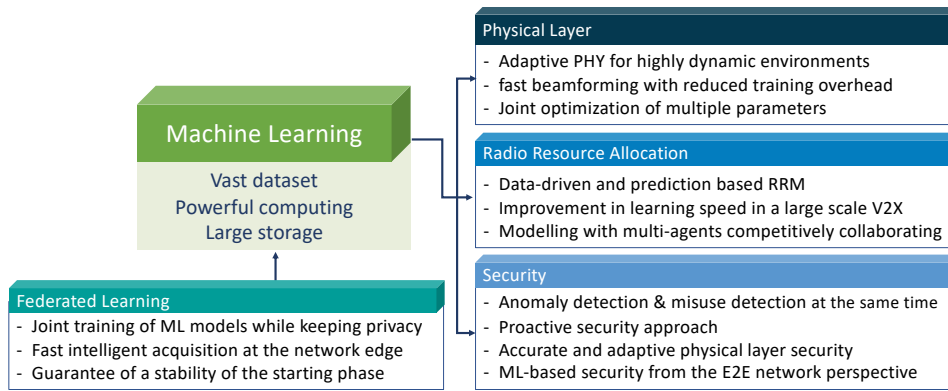 Machine Learning
Vast dataset
Powerful computing
Large storage
Federated Learning
- Joint training of ML models while keeping privacy
- Fast intelligent acquisition at the network edge
- Guarantee of a stability of the starting phase
Physical Layer
- Adaptive PHY for highly dynamic environments
- fast beamforming with reduced training overhead
- Joint optimization of multiple parameters
Radio Resource Allocation
- Data-driven and prediction based RRM
- Improvement in learning speed in a large scale V2X
- Modelling with multi-agents competitively collaborating
Security
- Anomaly detection & misuse detection at the same time
- Proactive security approach
- Accurate and adaptive physical layer security
- ML-based security from the E2E network perspective